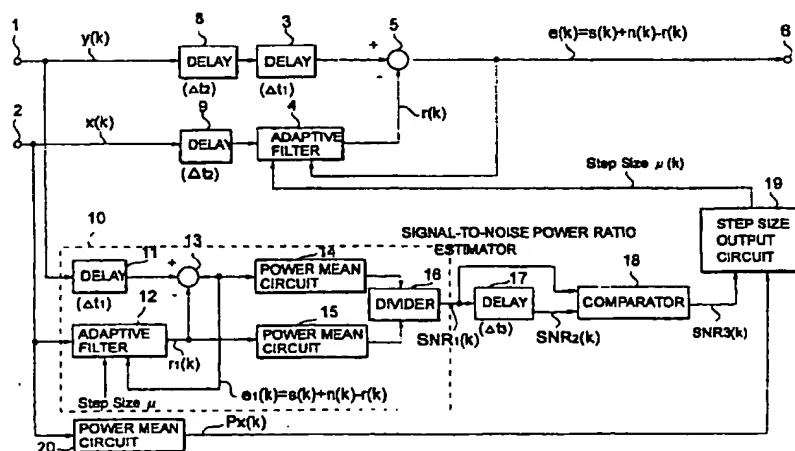 1
y(k)
8
DELAY
(Δt2)
3
DELAY
(Δt1)
+
-
5
e(k)=s(k)+n(k)-r(k)
6
2
x(k)
9
DELAY
(Δt2)
4
ADAPTIVE
FILTER
r(k)
Step Size μ(k)
19
STEP SIZE
OUTPUT
CIRCUIT
10
SIGNAL-TO-NOISE POWER RATIO
ESTIMATOR
11
DELAY
(Δt1)
+
-
13
14
POWER MEAN
CIRCUIT
16
DIVIDER
17
DELAY
(Δt3)
18
COMPARATOR
12
ADAPTIVE
FILTER
r1(k)
15
POWER MEAN
CIRCUIT
SNR1(k)
SNR2(k)
SNR3(k)
Step Size μ
e1(k)=s(k)+n(k)-r(k)
20
POWER MEAN
CIRCUIT
Px(k)